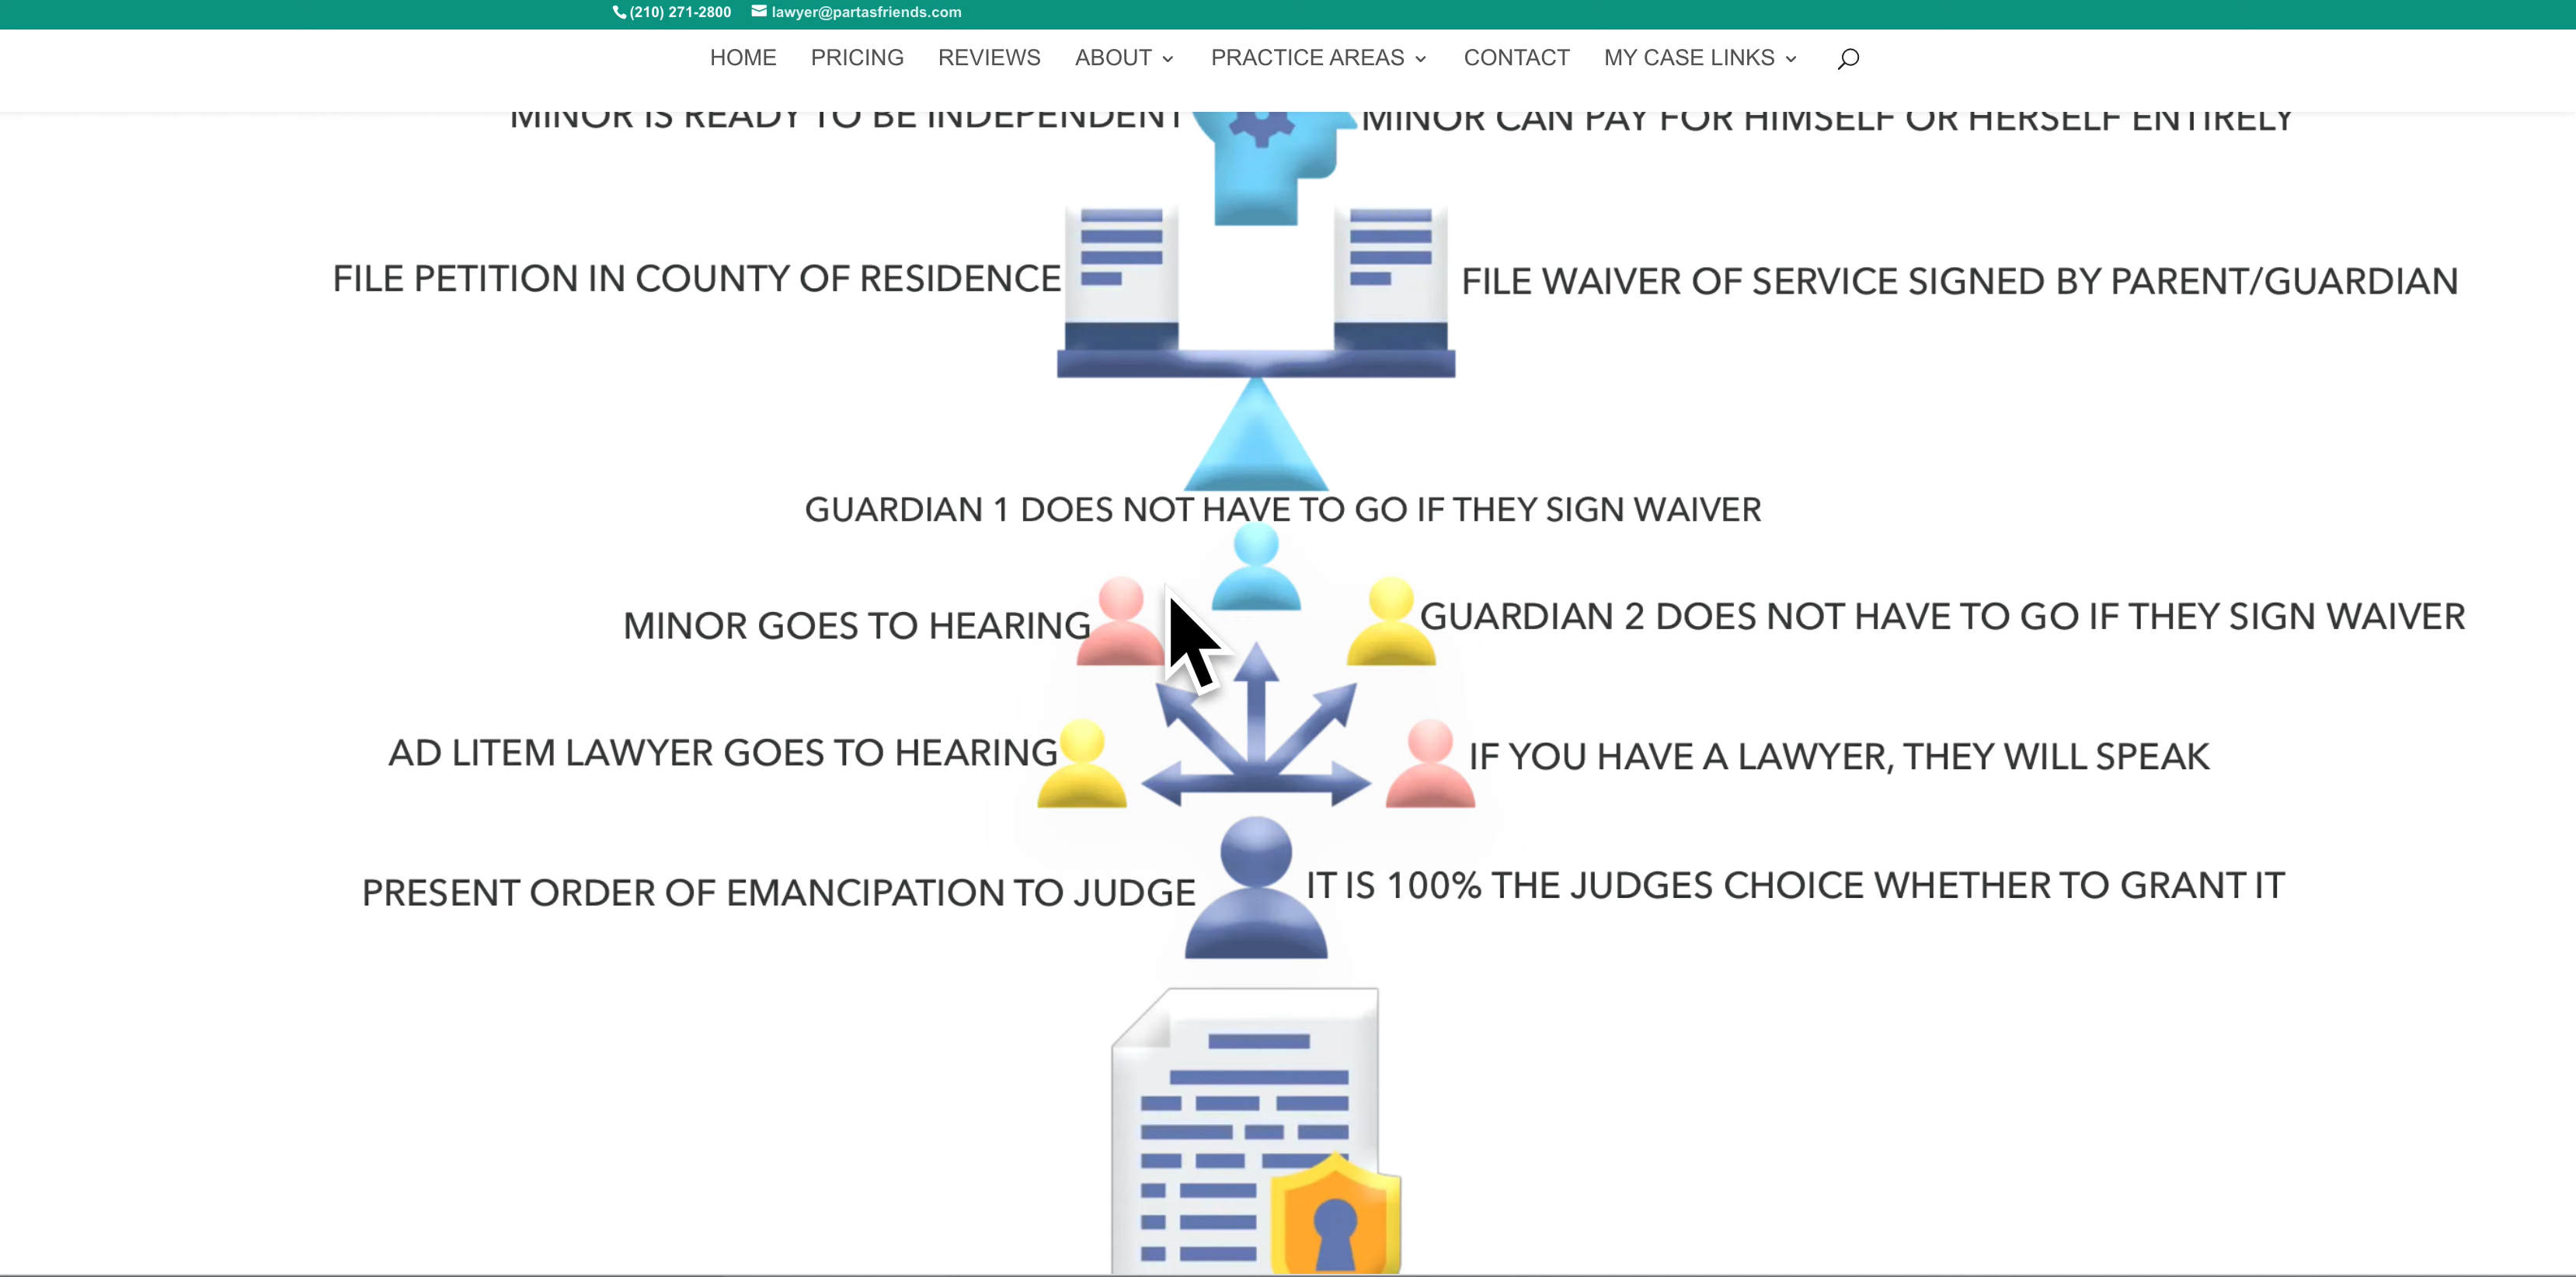 (210) 271-2800 lawyer@partasfriends.com
HOME PRICING REVIEWS ABOUT PRACTICE AREAS CONTACT MY CASE LINKS
MINOR IS READY TO BE INDEPENDENT
MINOR CAN PAY FOR HIMSELF OR HERSELF ENTIRELY
FILE PETITION IN COUNTY OF RESIDENCE
FILE WAIVER OF SERVICE SIGNED BY PARENT/GUARDIAN
GUARDIAN 1 DOES NOT HAVE TO GO IF THEY SIGN WAIVER
MINOR GOES TO HEARING
GUARDIAN 2 DOES NOT HAVE TO GO IF THEY SIGN WAIVER
AD LITEM LAWYER GOES TO HEARING
IF YOU HAVE A LAWYER, THEY WILL SPEAK
PRESENT ORDER OF EMANCIPATION TO JUDGE
IT IS 100% THE JUDGES CHOICE WHETHER TO GRANT IT